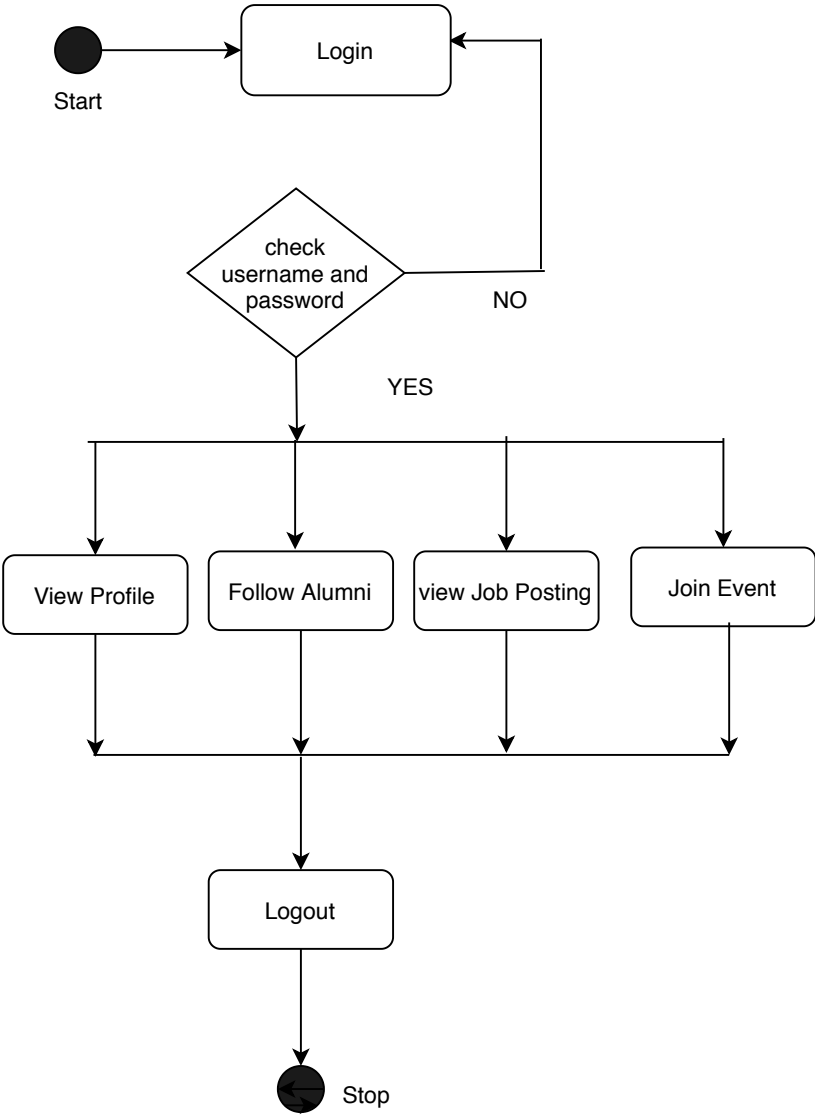 Login
Start
check
username and
password
NO
YES
View Profile
Follow Alumni
view Job Posting
Join Event
Logout
Stop